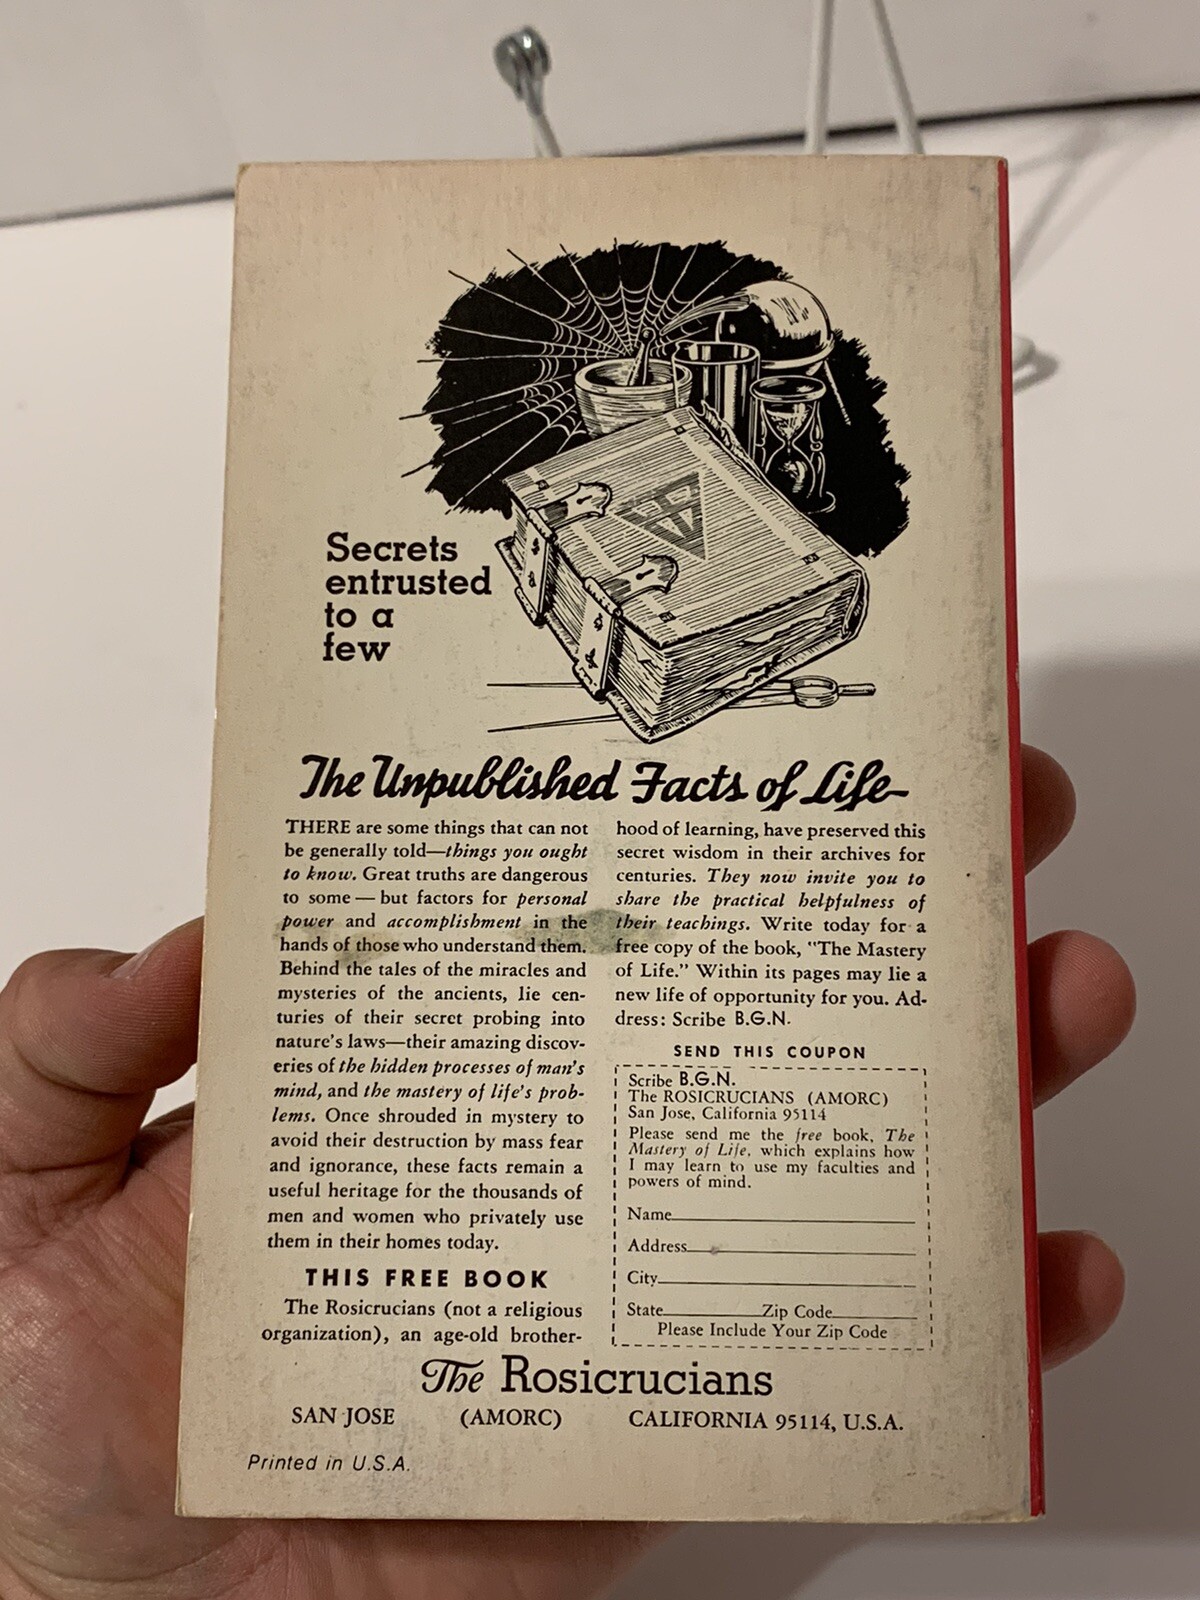 Secrets
entrusted
to a
few
The Unpublished Facts of Life—
THERE are some things that can not
be generally told—things you ought
to know. Great truths are dangerous
to some — but factors for personal
power and accomplishment in the
hands of those who understand them.
Behind the tales of the miracles and
mysteries of the ancients, lie cen-
turies of their secret probing into
nature's laws—their amazing discov-
eries of the hidden processes of man's
mind, and the mastery of life's prob-
lems. Once shrouded in mystery to
avoid their destruction by mass fear
and ignorance, these facts remain a
useful heritage for the thousands of
men and women who privately use
them in their homes today.
THIS FREE BOOK
The Rosicrucians (not a religious
organization), an age-old brother-
hood of learning, have preserved this
secret wisdom in their archives for
centuries. They now invite you to
share the practical helpfulness of
their teachings. Write today for a
free copy of the book, "The Mastery
of Life." Within its pages may lie a
new life of opportunity for you. Ad-
dress: Scribe B.G.N.
SEND THIS COUPON
Scribe B.G.N.
The ROSICRUCIANS (AMORC)
San Jose, California 95114
Please send me the free book, The
Mastery of Life, which explains how
I may learn to use my faculties and
powers of mind.
Name
Address
City
State Zip Code
Please Include Your Zip Code
The Rosicrucians
SAN JOSE (AMORC) CALIFORNIA 95114, U.S.A.
Printed in U.S.A.